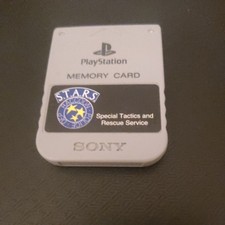 PlayStation
MEMORY CARD
S.T.A.R.S.
Special Tactics and
Rescue Service
SONY